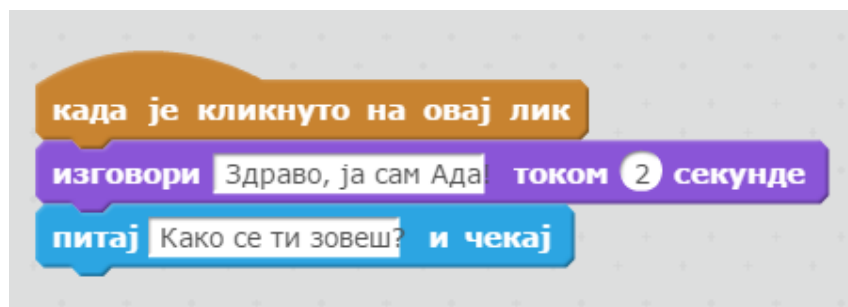 када је кликнуто на овај лик
изговори Здраво, ја сам Ада! током 2 секунде
питај Како се ти зовеш? и чекај